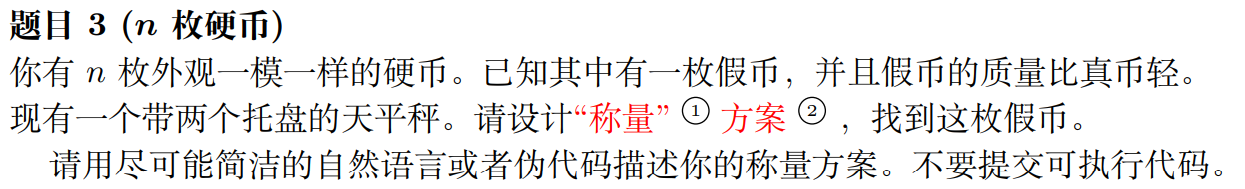 题目 3 (n 枚硬币)
你有 n 枚外观一模一样的硬币。已知其中有一枚假币，并且假币的质量比真币轻。
现有一个带两个托盘的天平秤。请设计“称量” ① 方案 ② ，找到这枚假币。
请用尽可能简洁的自然语言或者伪代码描述你的称量方案。不要提交可执行代码。